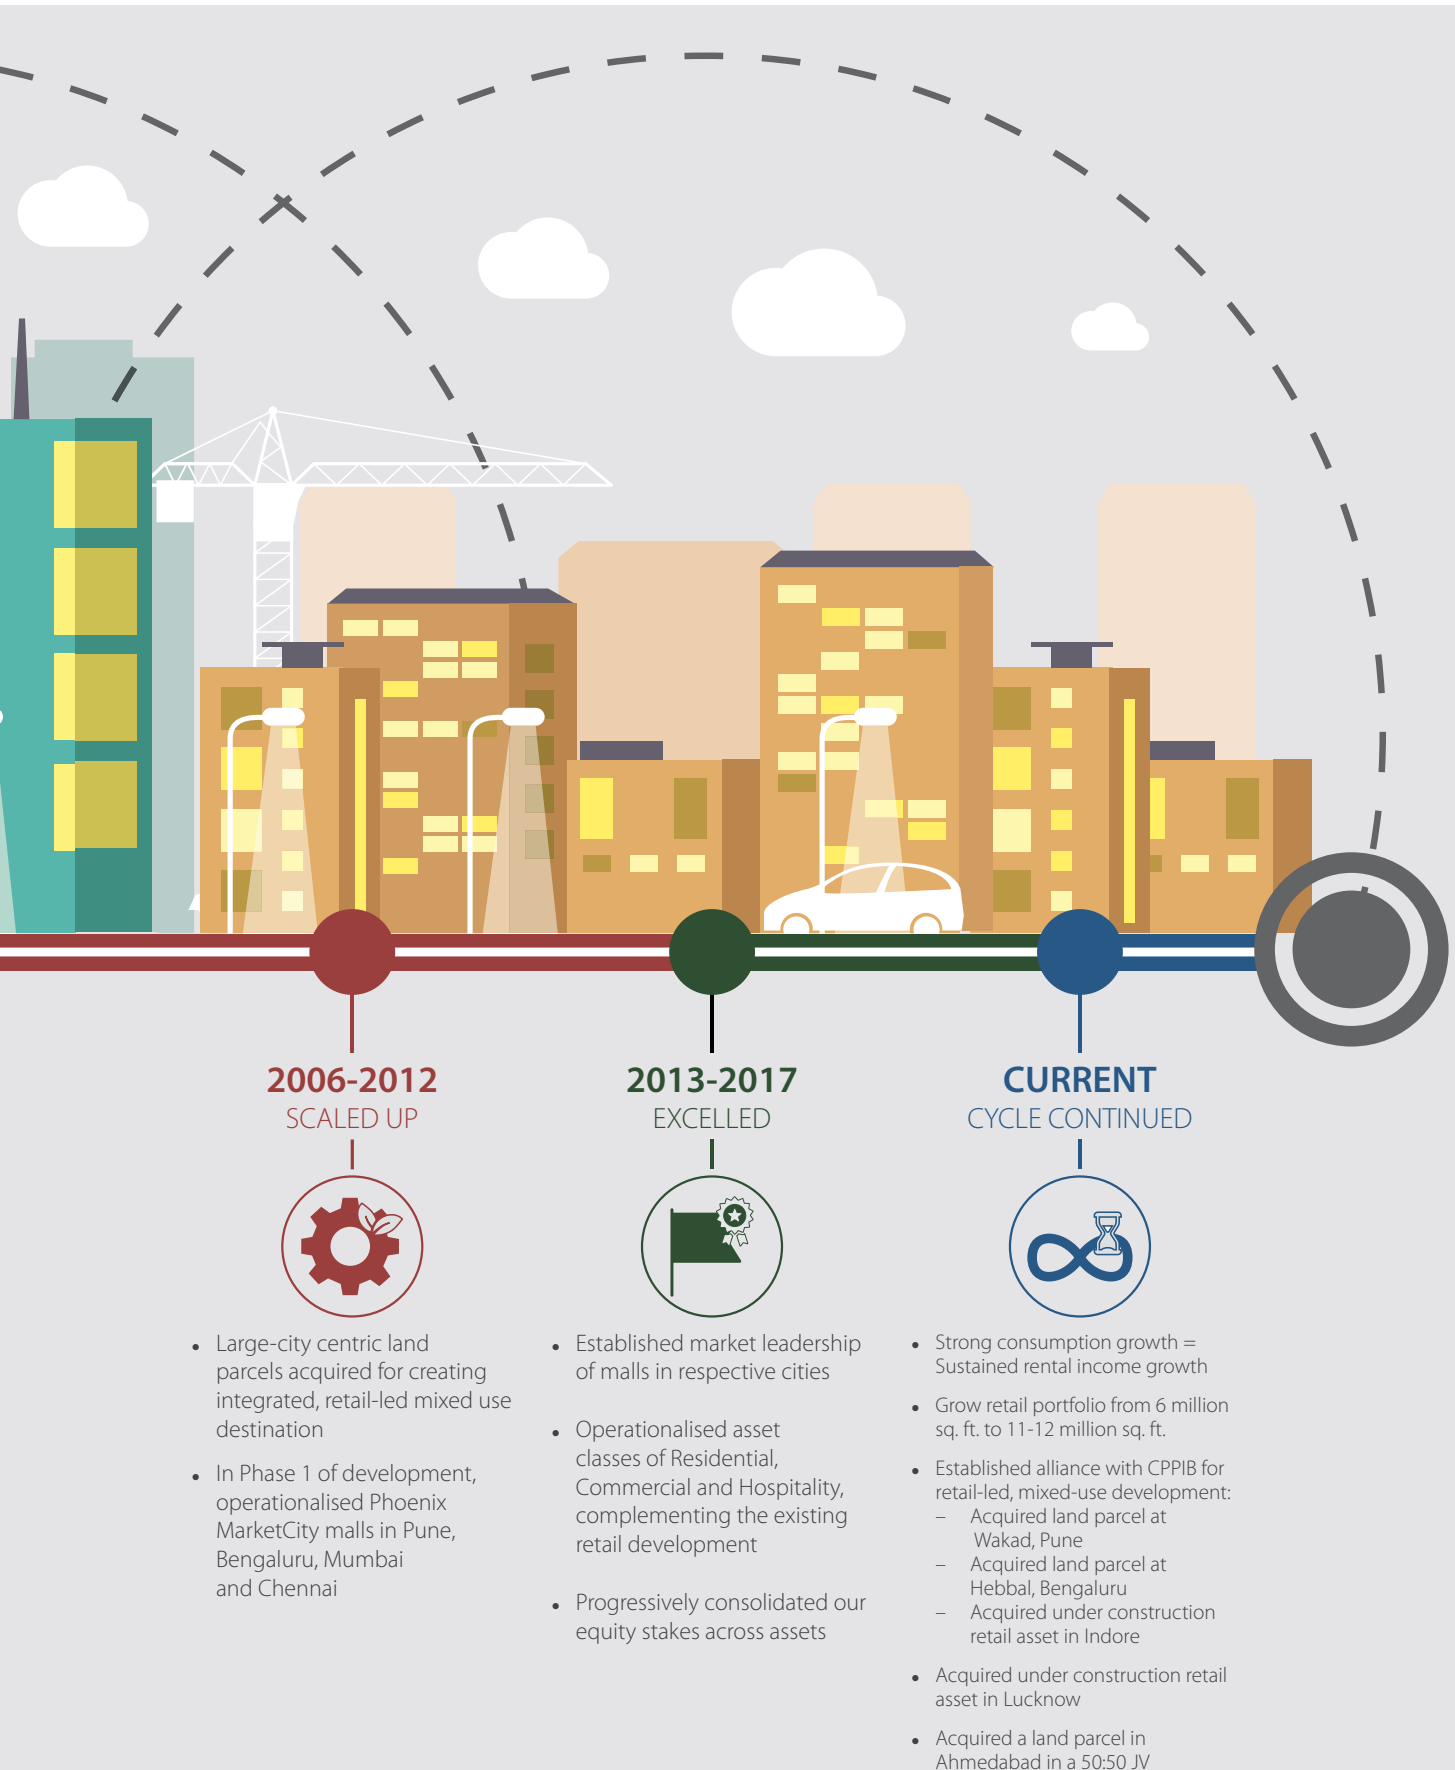 2006-2012
SCALED UP
• Large-city centric land
parcels acquired for creating
integrated, retail-led mixed use
destination
• In Phase 1 of development,
operationalised Phoenix
MarketCity malls in Pune,
Bengaluru, Mumbai
and Chennai
2013-2017
EXCELLED
• Established market leadership
of malls in respective cities
• Operationalised asset
classes of Residential,
Commercial and Hospitality,
complementing the existing
retail development
• Progressively consolidated our
equity stakes across assets
CURRENT
CYCLE CONTINUED
• Strong consumption growth =
Sustained rental income growth
• Grow retail portfolio from 6 million
sq. ft. to 11-12 million sq. ft.
• Established alliance with CPPIB for
retail-led, mixed-use development:
– Acquired land parcel at
Wakad, Pune
– Acquired land parcel at
Hebbal, Bengaluru
– Acquired under construction
retail asset in Indore
• Acquired under construction retail
asset in Lucknow
• Acquired a land parcel in
Ahmedabad in a 50:50 JV